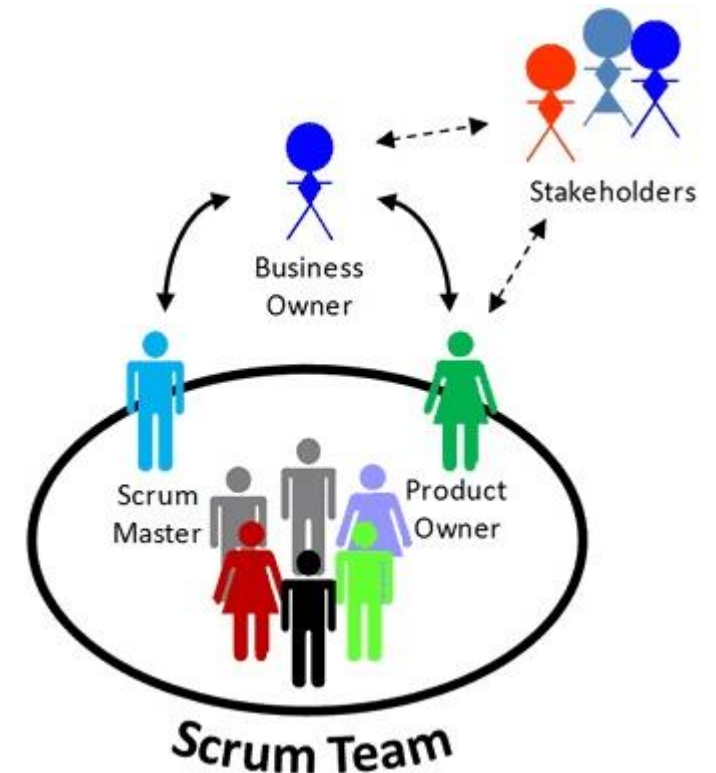 Stakeholders
Business
Owner
Scrum
Master
Product
Owner
Scrum Team